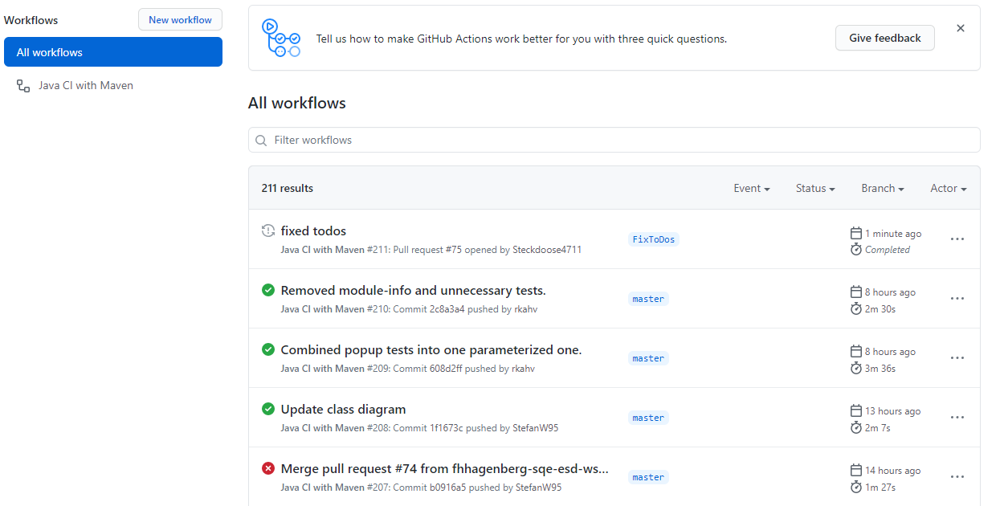 Workflows
New workflow
All workflows
Java CI with Maven
Tell us how to make GitHub Actions work better for you with three quick questions.
Give feedback
All workflows
Filter workflows
211 results
Event
Status
Branch
Actor
fixed todos
Java CI with Maven #211: Pull request #75 opened by Steckdoose4711
FixToDos
1 minute ago
Completed
Removed module-info and unnecessary tests.
Java CI with Maven #210: Commit 2c8a3a4 pushed by rkahv
master
8 hours ago
2m 30s
Combined popup tests into one parameterized one.
Java CI with Maven #209: Commit 608d2ff pushed by rkahv
master
8 hours ago
3m 36s
Update class diagram
Java CI with Maven #208: Commit 1f1673c pushed by StefanW95
master
13 hours ago
2m 7s
Merge pull request #74 from fhhagenberg-sqe-esd-ws...
Java CI with Maven #207: Commit b0916a5 pushed by StefanW95
master
14 hours ago
1m 27s